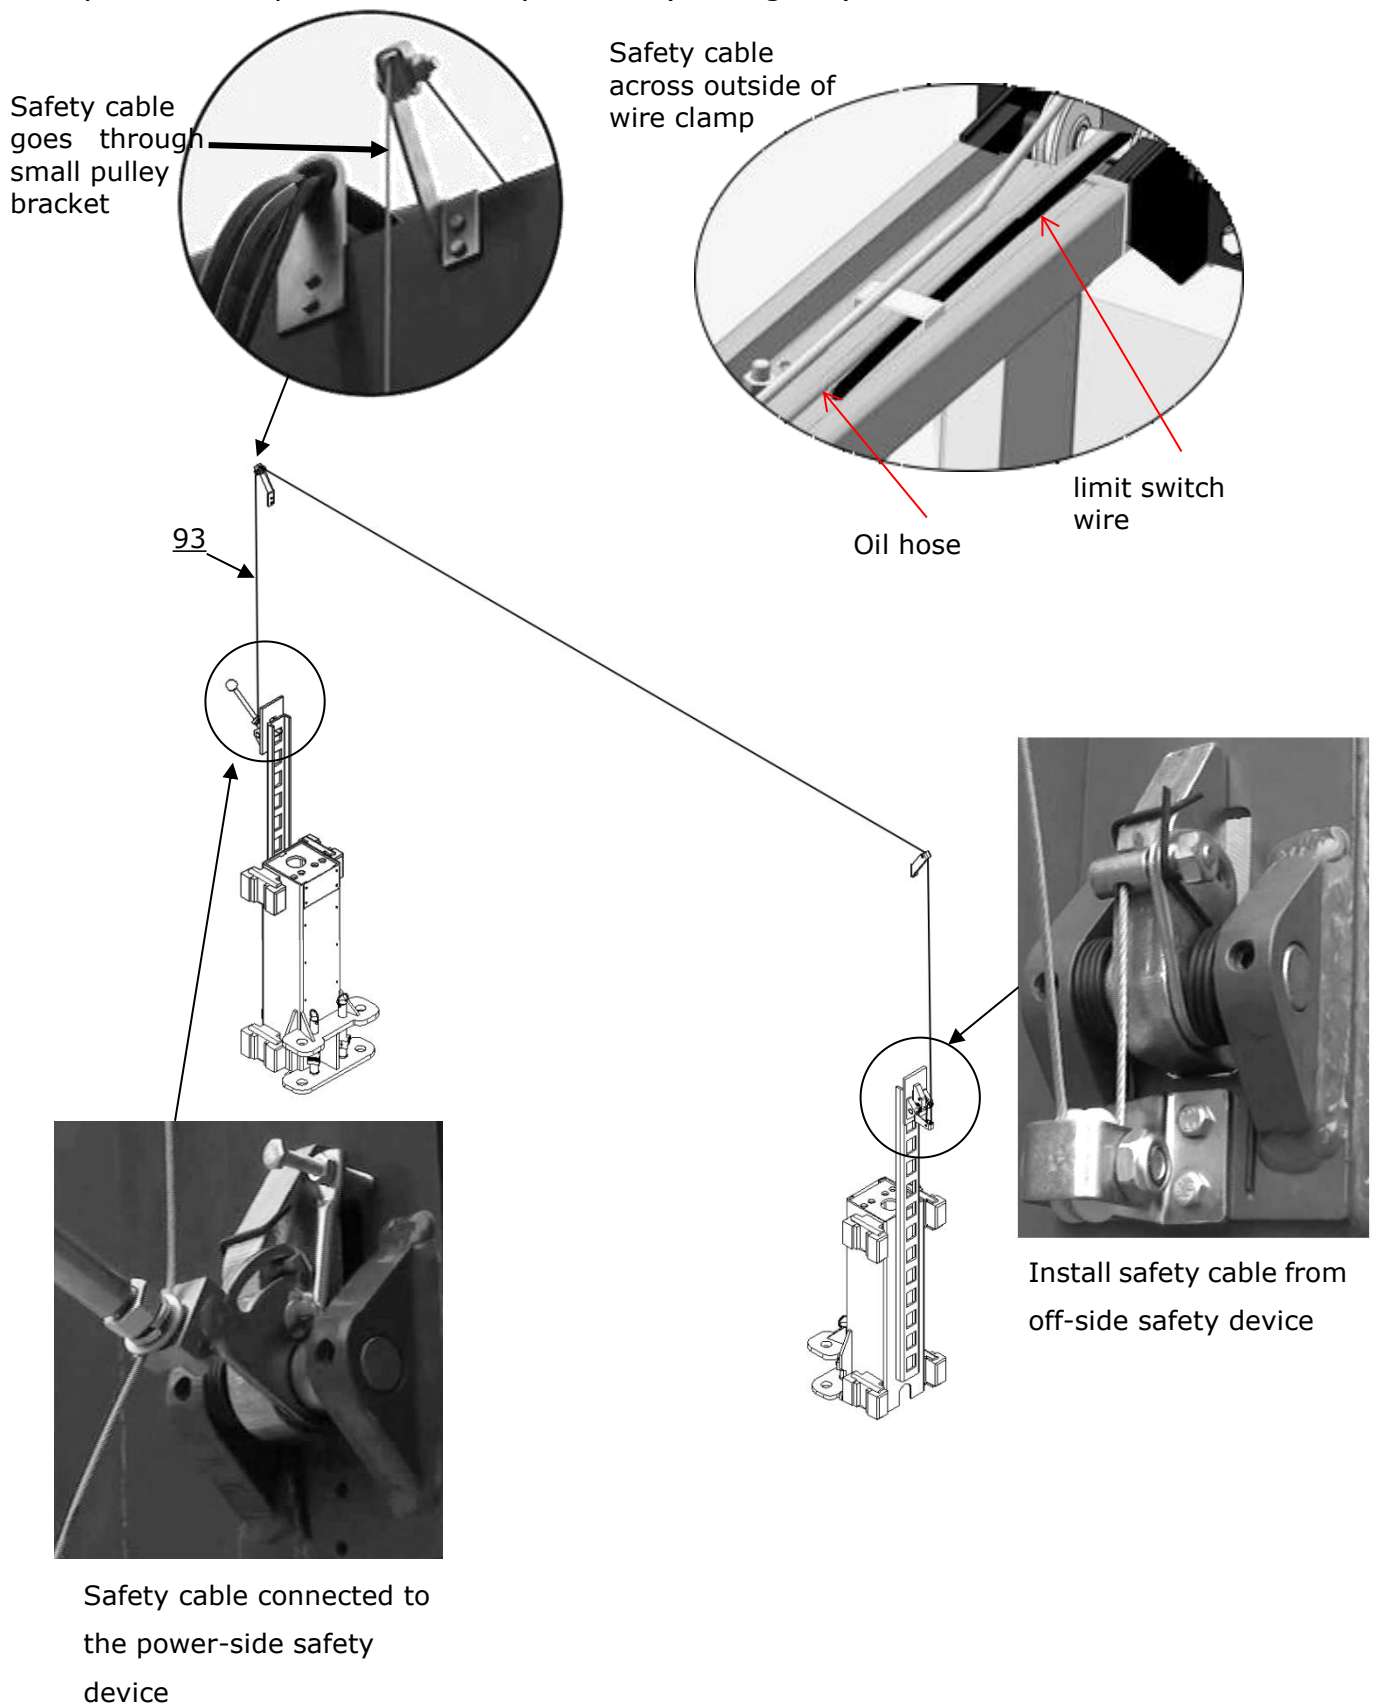 Safety cable
goes through
small pulley
bracket
Safety cable
across outside of
wire clamp
limit switch
wire
Oil hose
93
Install safety cable from
off-side safety device
Safety cable connected to
the power-side safety
device